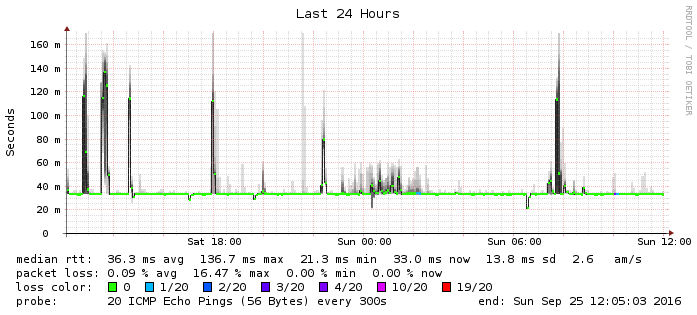 Last 24 Hours
RRDTOOL / TOBI OETIKER
Seconds
160 m
140 m
120 m
100 m
80 m
60 m
40 m
20 m
0
Sat 18:00 Sun 00:00 Sun 06:00 Sun 12:00
median rtt: 36.3 ms avg 136.7 ms max 21.3 ms min 33.0 ms now 13.8 ms sd 2.6 am/s
packet loss: 0.09 % avg 16.47 % max 0.00 % min 0.00 % now
loss color: 0 1/20 2/20 3/20 4/20 10/20 19/20
probe: 20 ICMP Echo Pings (56 Bytes) every 300s end: Sun Sep 25 12:05:03 2016